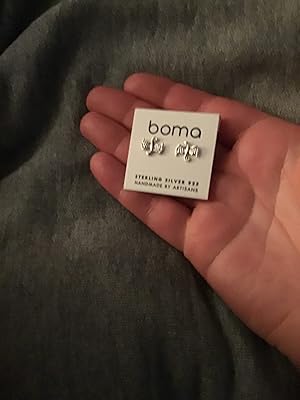 boma
STERLING SILVER 925
HANDMADE BY ARTISANS